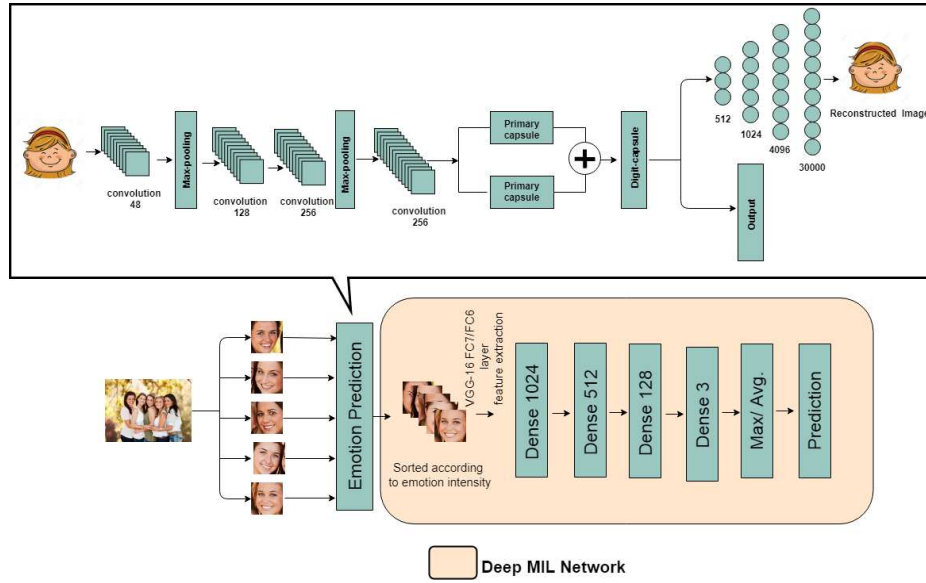 convolution
48
Max-pooling
convolution
128
convolution
256
Max-pooling
convolution
256
Primary
capsule
Primary
capsule
Digit-capsule
512
1024
4096
30000
Reconstructed Image
Output
Emotion Prediction
Sorted according
to emotion intensity
VGG-16 FC7/FC6
layer
feature extraction
Dense 1024
Dense 512
Dense 128
Dense 3
Max/ Avg.
Prediction
Deep MIL Network